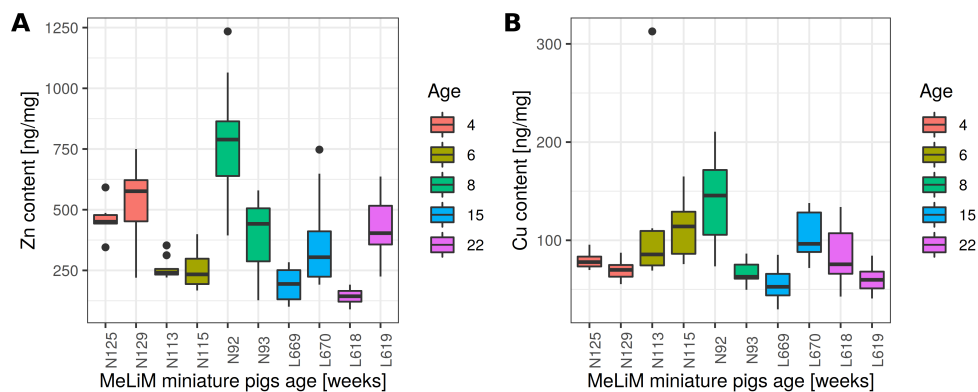 A
B
Zn content [ng/mg]
1250
1000
750
500
250
N125
N129
N113
N115
N92
N93
L669
L670
L618
L619
MeLiM miniature pigs age [weeks]
Age
4
6
8
15
22
Cu content [ng/mg]
300
200
100
N125
N129
N113
N115
N92
N93
L669
L670
L618
L619
MeLiM miniature pigs age [weeks]
Age
4
6
8
15
22